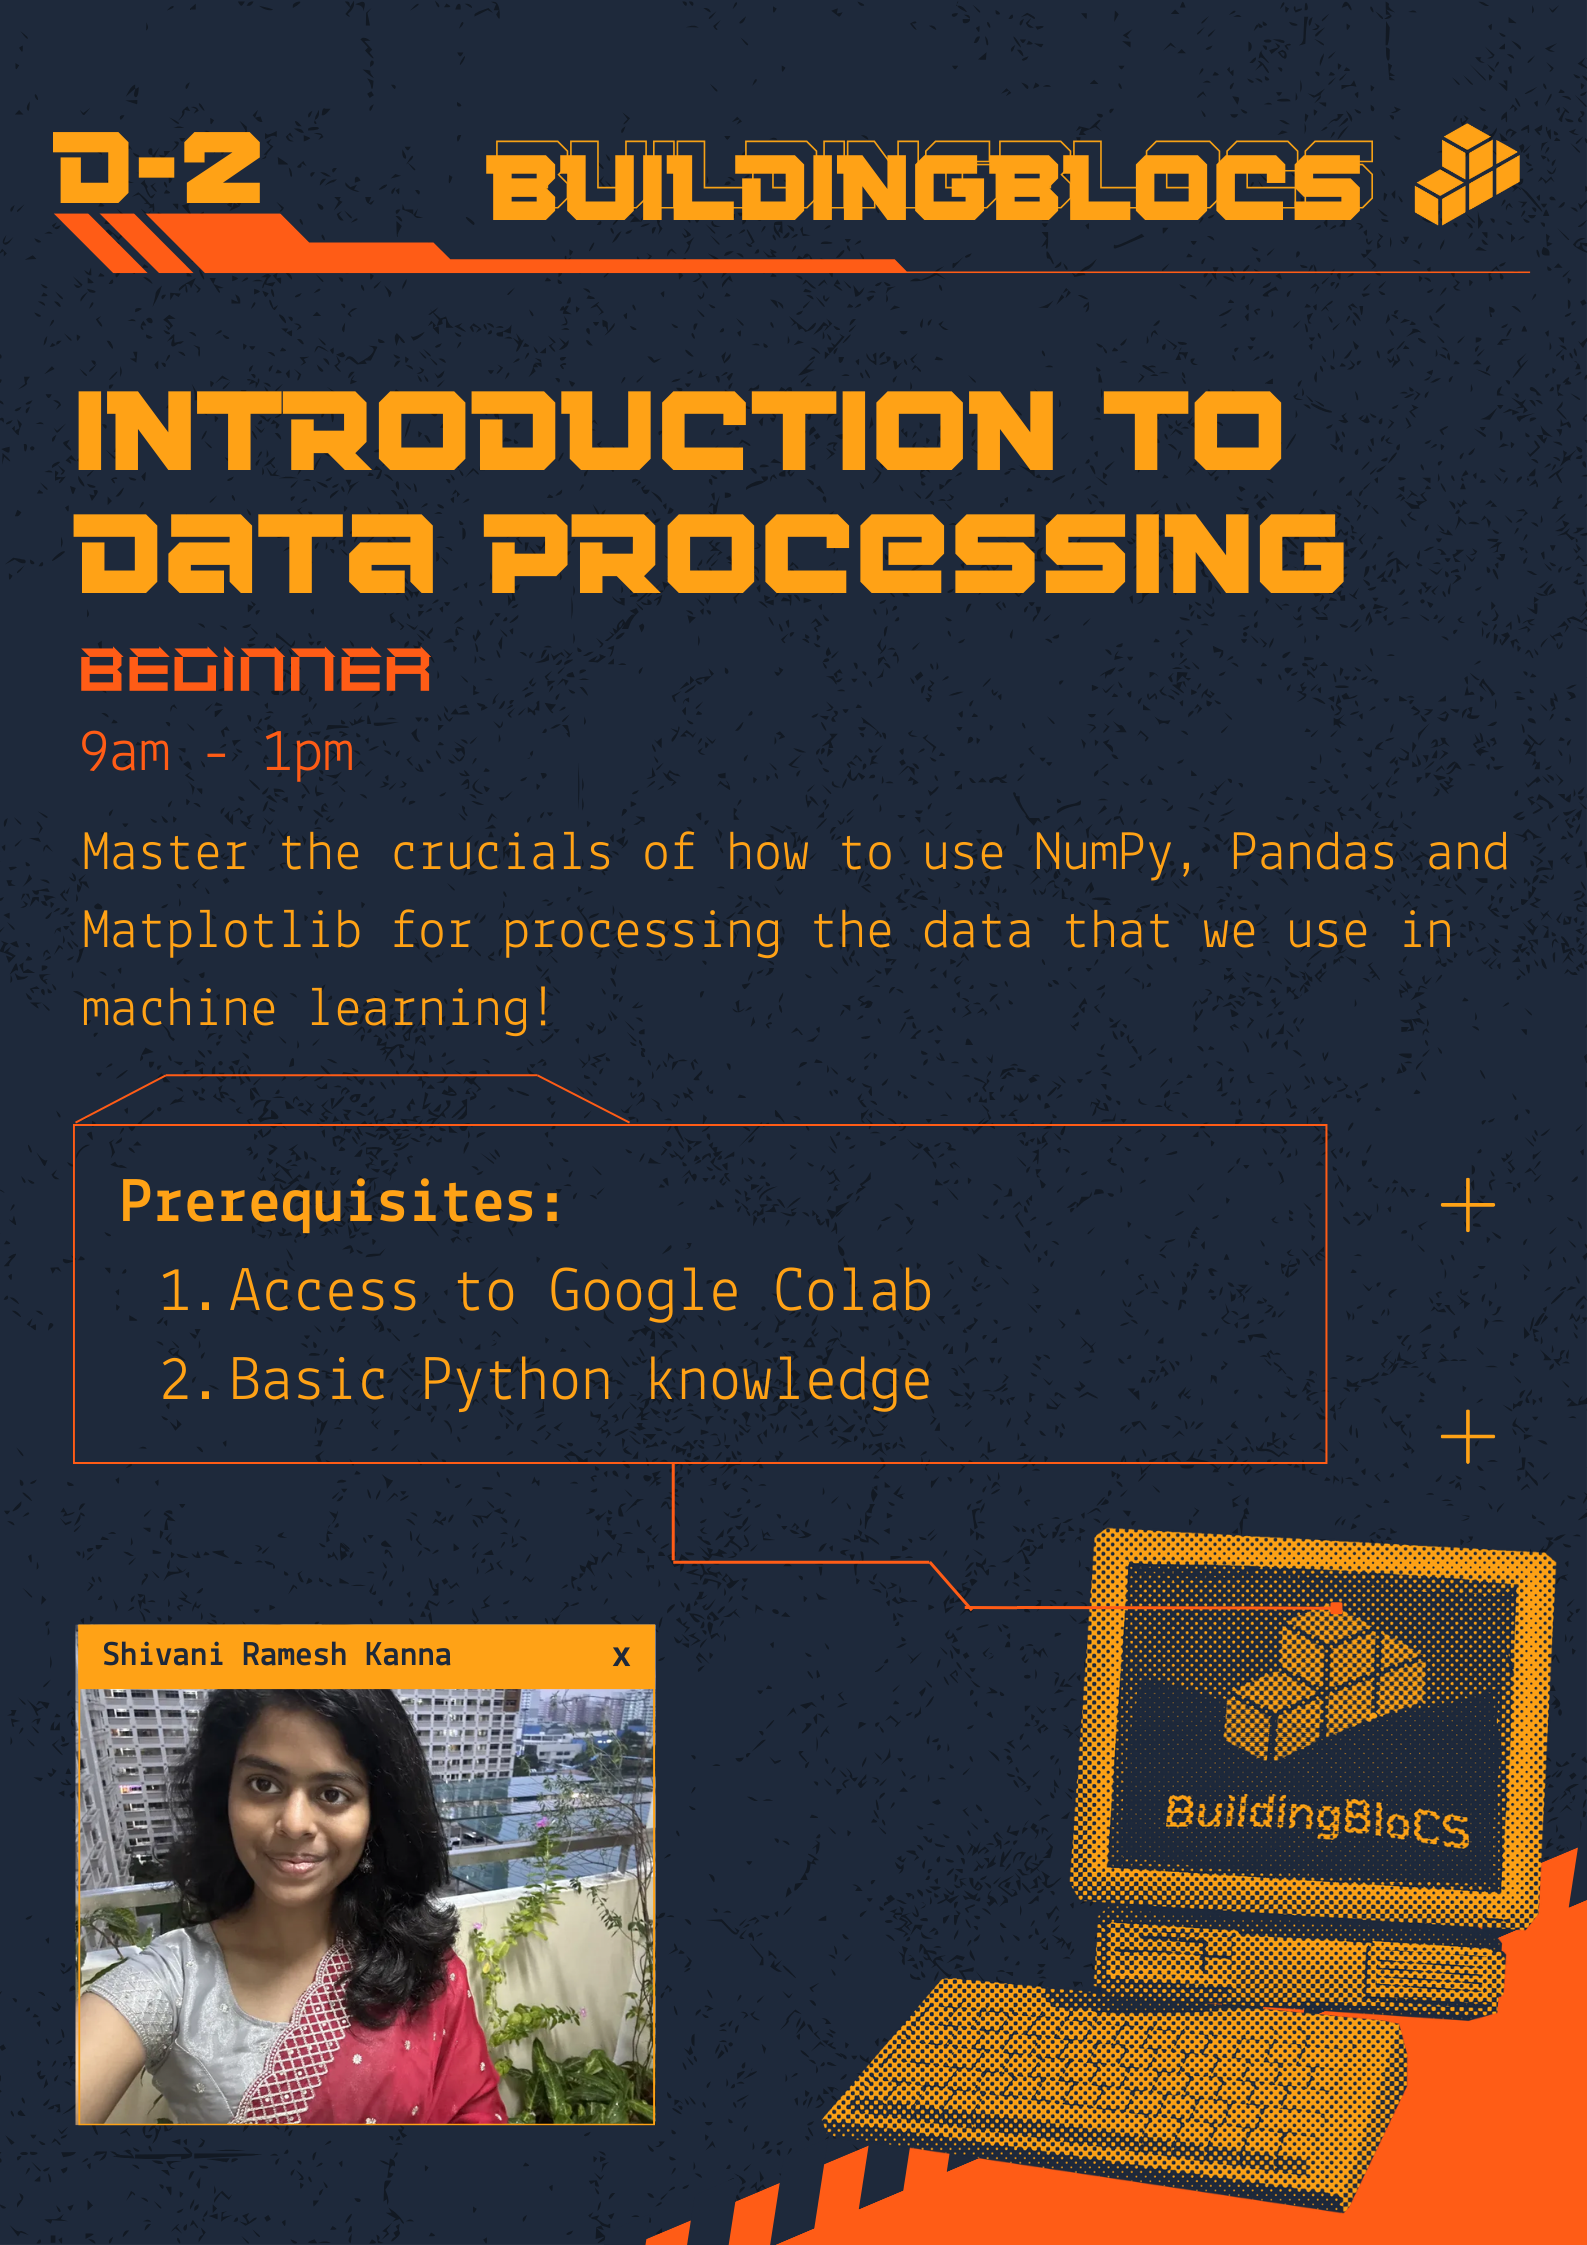 D-2
BUILDINGBLOCS
INTRODUCTION TO
DATA PROCESSING
BEGINNER
9am - 1pm
Master the crucials of how to use NumPy, Pandas and
Matplotlib for processing the data that we use in
machine learning!
Prerequisites:
1. Access to Google Colab
2. Basic Python knowledge
Shivani Ramesh Kanna x
BuildingBloCS